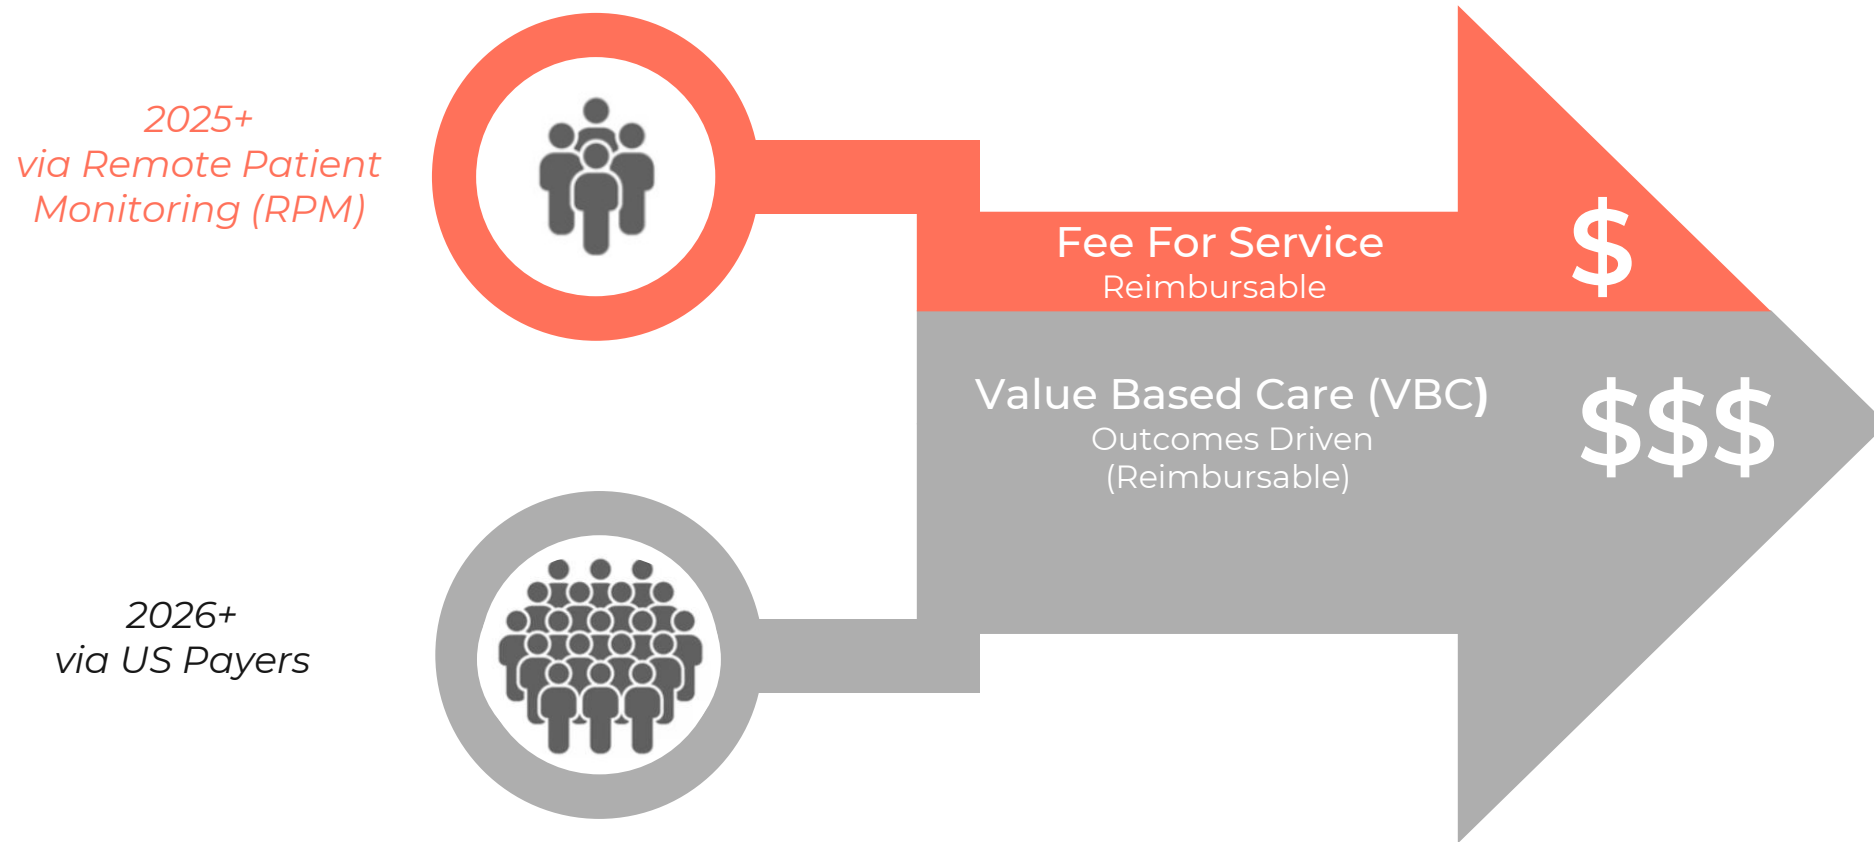 2025+
via Remote Patient
Monitoring (RPM)
Fee For Service
Reimbursable
$
Value Based Care (VBC)
Outcomes Driven
(Reimbursable)
$$$
2026+
via US Payers